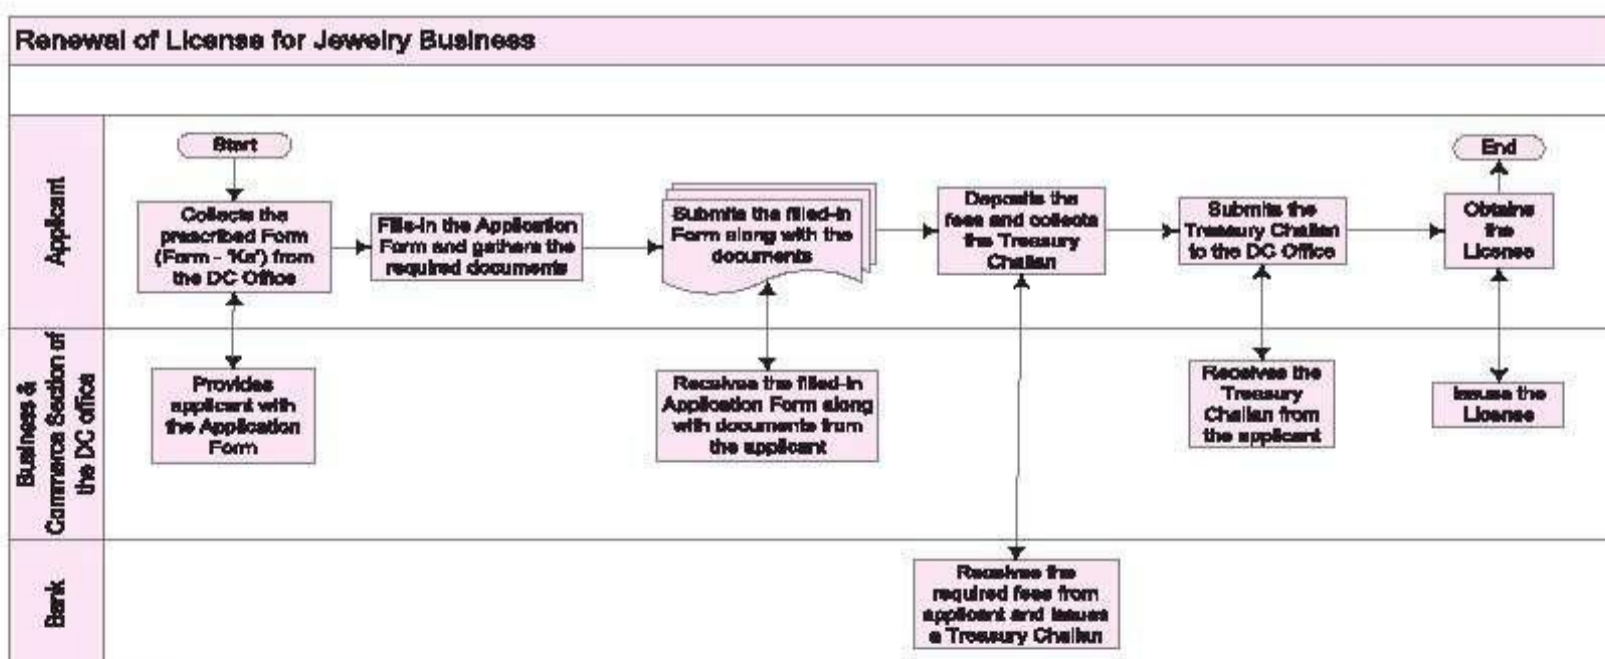 Renewal of License for Jewelry Business
Applicant
Start
Collects the
prescribed Form
(Form - 'Ka') from
the DC Office
Fills-in the Application
Form and gathers the
required documents
Submits the filled-in
Form along with the
documents
Deposits the
fees and collects
the Treasury
Challan
Submits the
Treasury Challan
to the DC Office
End
Obtains
the
License
Business &
Commerce Section of
the DC office
Provides
applicant with
the Application
Form
Receives the filled-in
Application Form along
with documents from
the applicant
Receives the
Treasury
Challan from
the applicant
Issues the
License
Bank
Receives the
required fees from
applicant and issues
a Treasury Challan